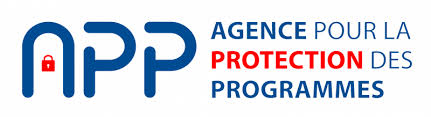 APP
AGENCE POUR LA
PROTECTION DES
PROGRAMMES